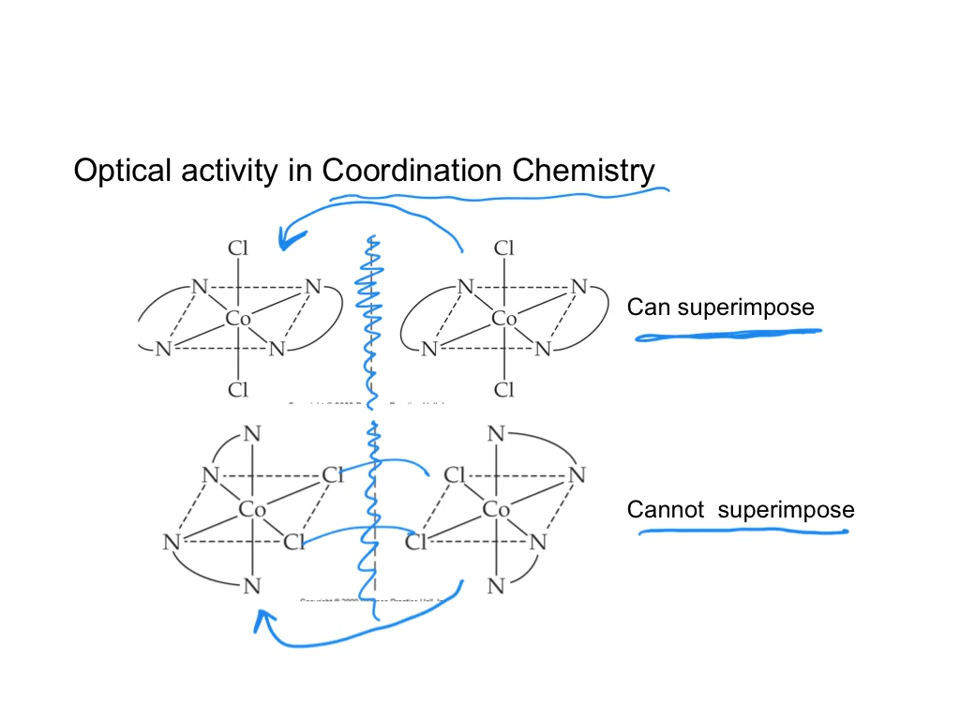 Optical activity in Coordination Chemistry
Cl Cl
N N N N
Co Co
N N N N
Cl Cl
Can superimpose
N N
N Cl Cl N
Co Co
N Cl Cl N
N N
Cannot superimpose